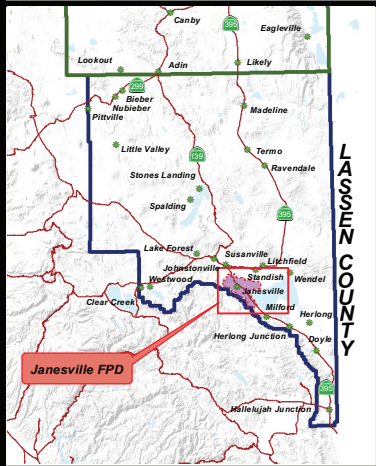 Canby
395
Eagleville
Lookout
Adin
Likely
299
Bieber
Nubieber
Pittville
Madeline
Little Valley
139
Termo
Ravendale
Stones Landing
Spalding
395
LASSEN COUNTY
Lake Forest
Susanville
Johnstonville
Litchfield
Standish
Wendel
Westwood
Janesville
Clear Creek
Milford
Herlong
Herlong Junction
Doyle
Janesville FPD
395
Hallelujah Junction